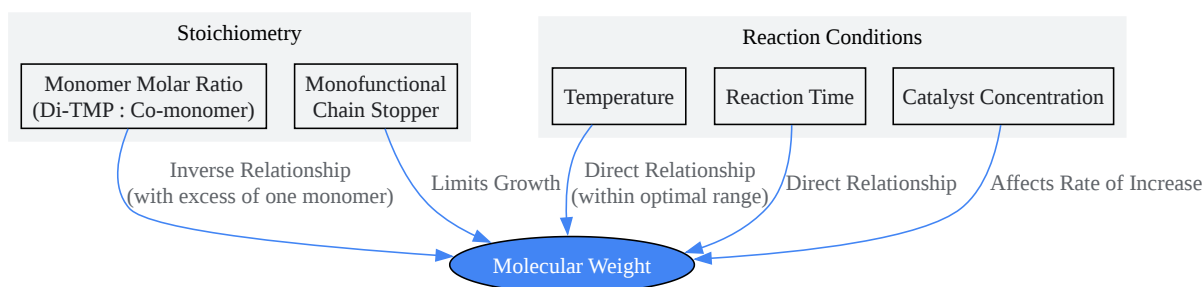 Stoichiometry
Reaction Conditions
Monomer Molar Ratio
(Di-TMP : Co-monomer)
Monofunctional
Chain Stopper
Temperature
Reaction Time
Catalyst Concentration
Inverse Relationship
(with excess of one monomer)
Limits Growth
Direct Relationship
(within optimal range)
Direct Relationship
Affects Rate of Increase
Molecular Weight